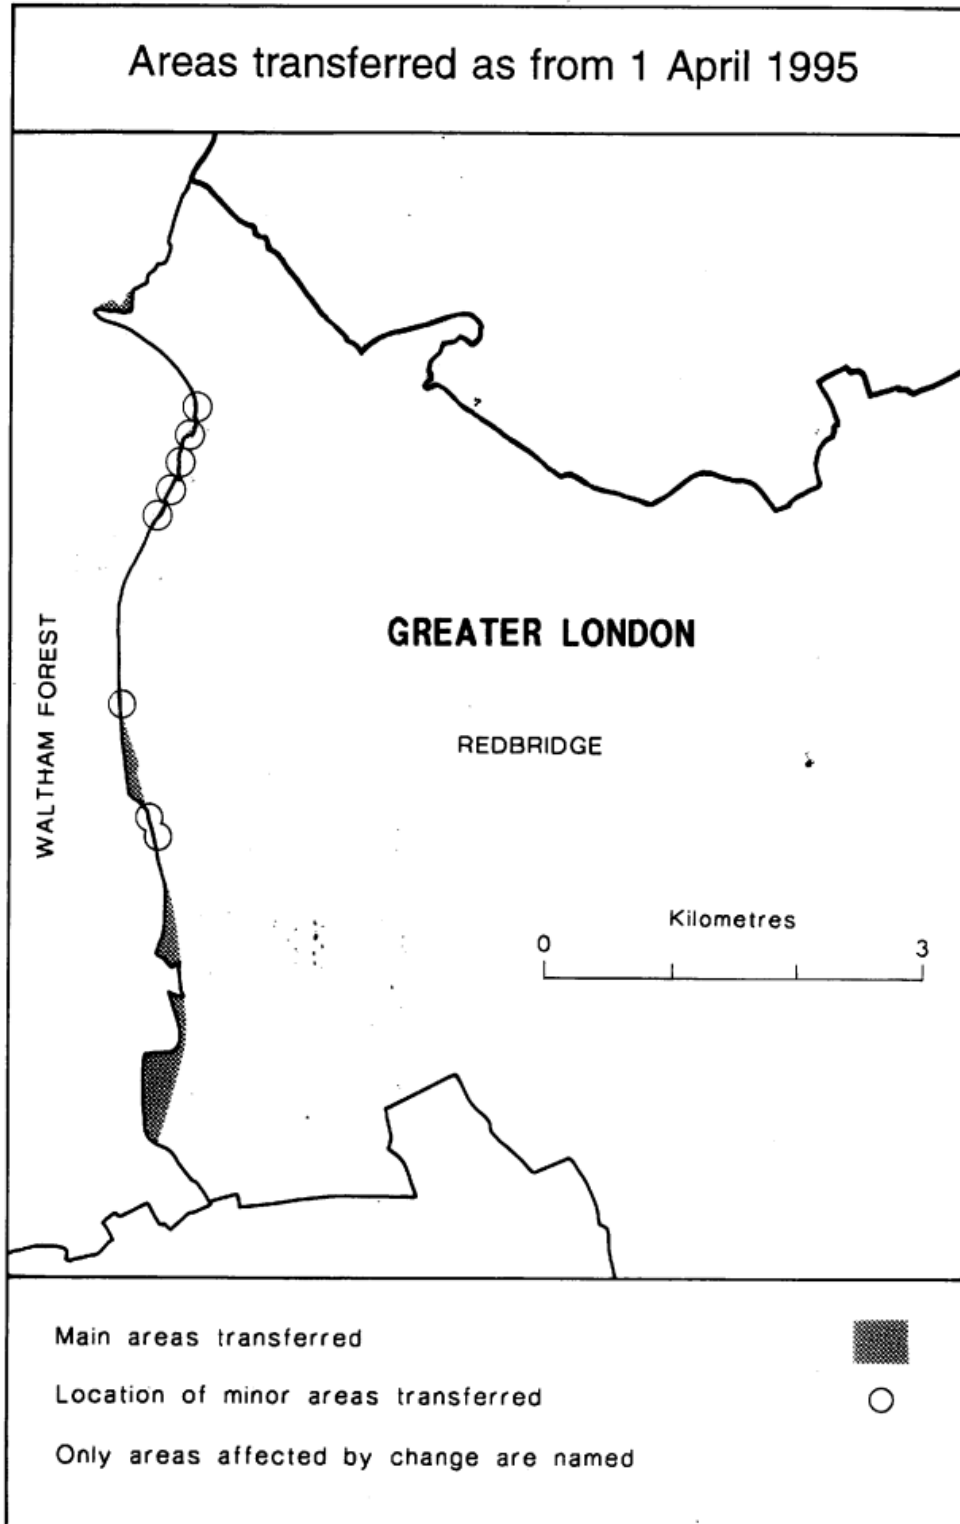 Areas transferred as from 1 April 1995
WALTHAM FOREST
GREATER LONDON
REDBRIDGE
Kilometres
0 3
Main areas transferred
Location of minor areas transferred
Only areas affected by change are named